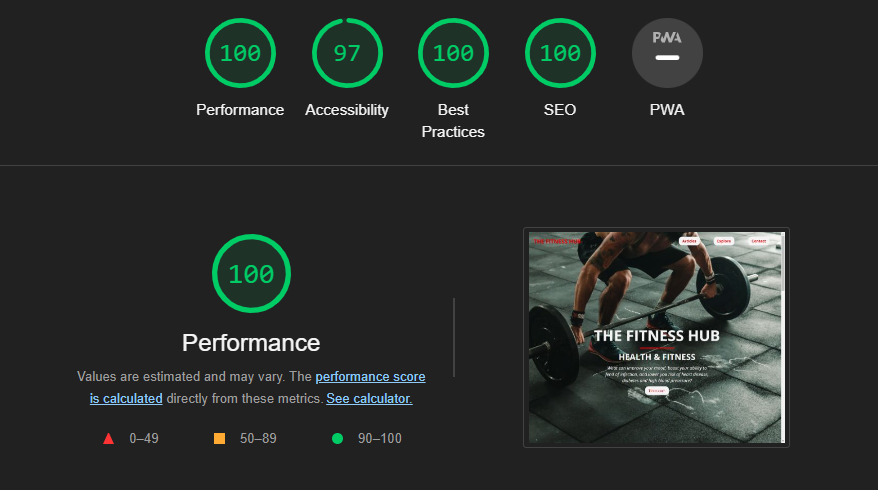 100
97
100
100
PWA
Performance
Accessibility
Best
Practices
SEO
PWA
100
Performance
Values are estimated and may vary. The performance score
is calculated directly from these metrics. See calculator.
0–49
50–89
90–100
THE FITNESS HUB
Articles
Explore
Contact
THE FITNESS HUB
HEALTH & FITNESS